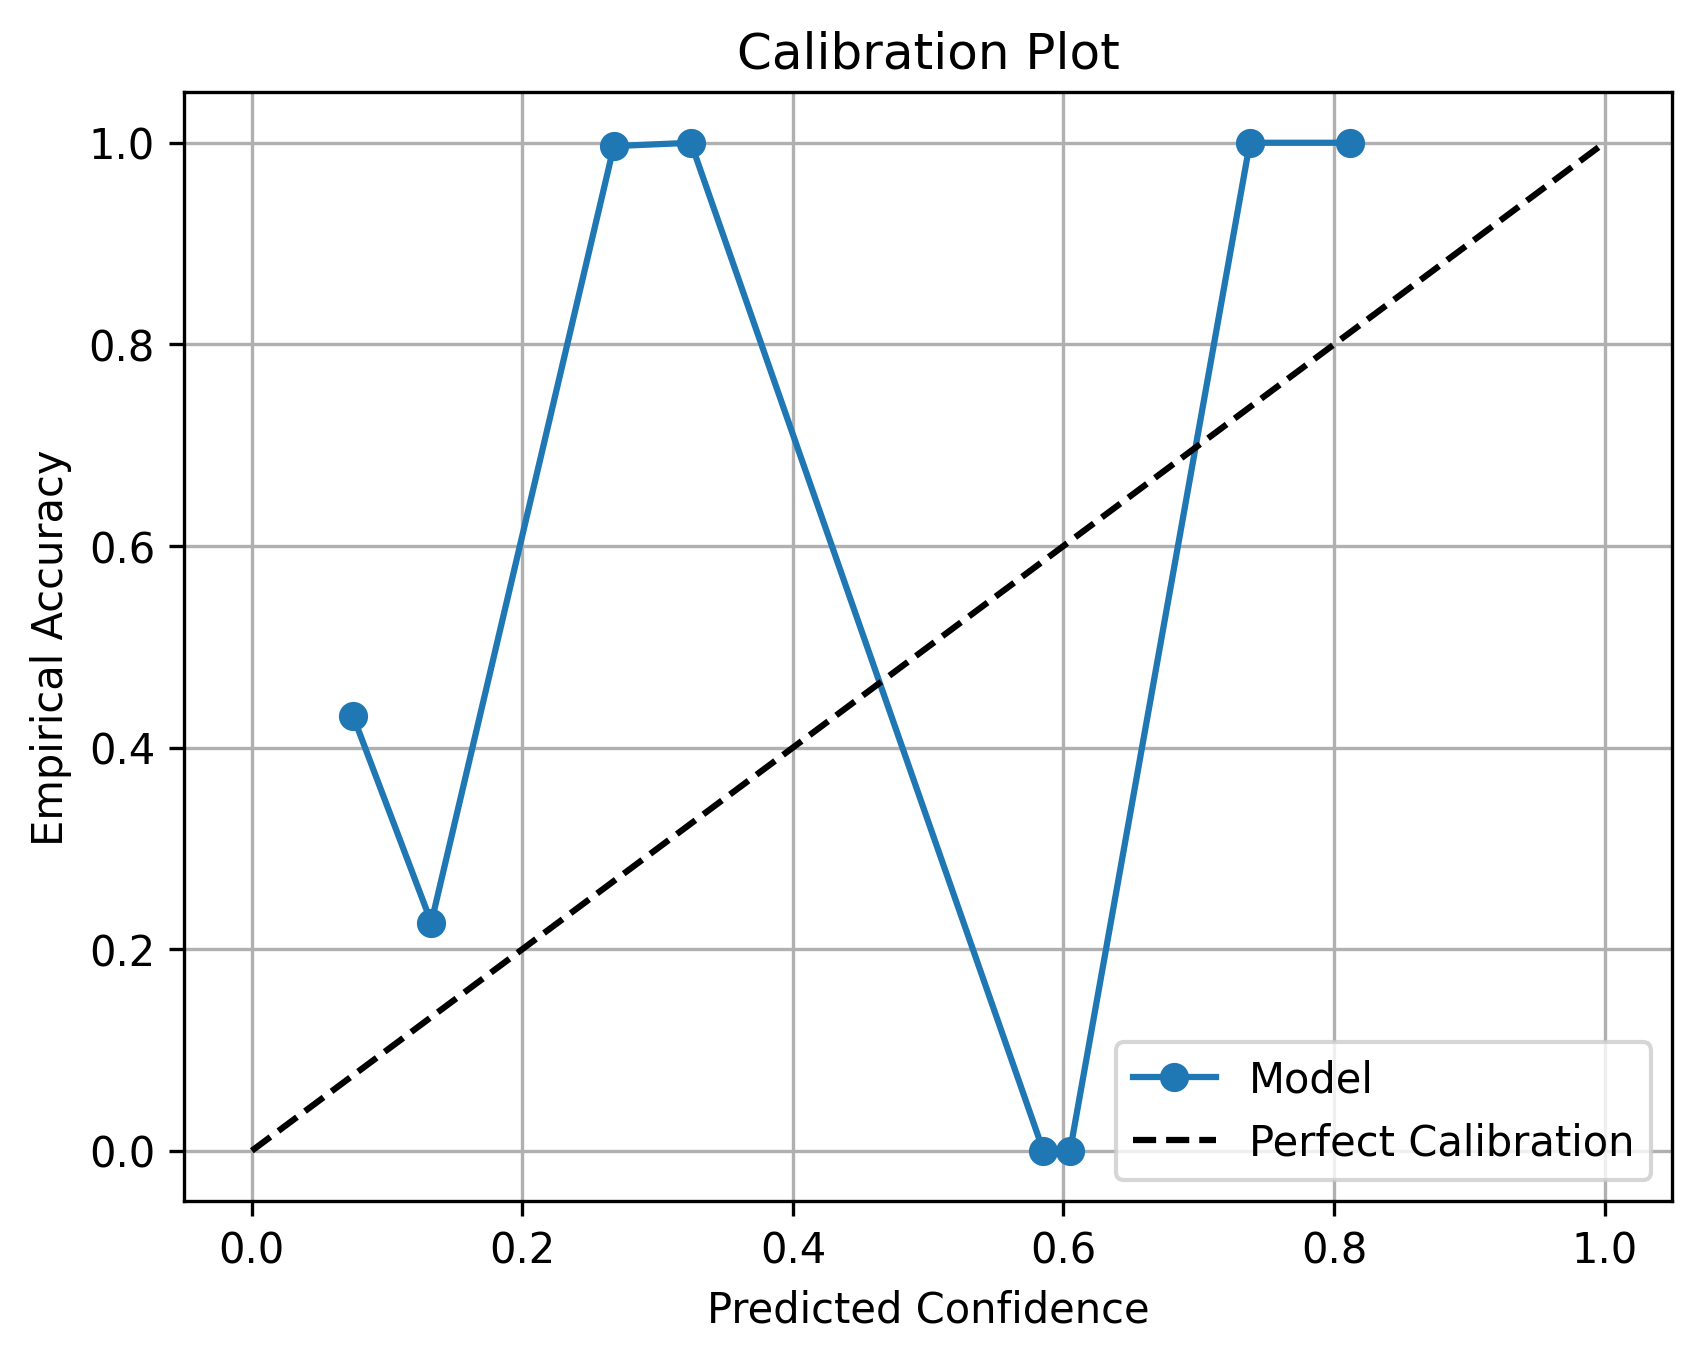 Calibration Plot
1.0
0.8
0.6
0.4
0.2
0.0
Empirical Accuracy
Model
Perfect Calibration
0.0 0.2 0.4 0.6 0.8 1.0
Predicted Confidence